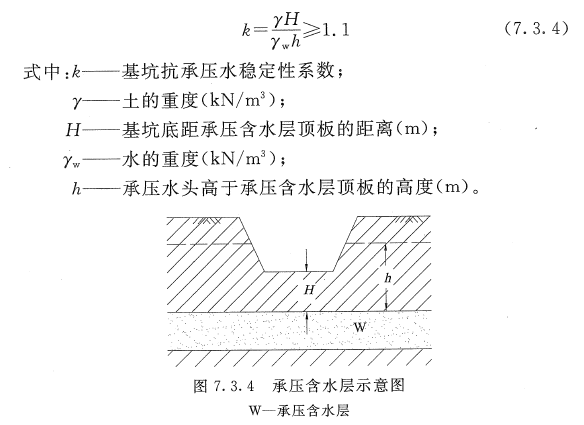 k=γH/γwh≥1.1 (7.3.4)
式中:k——基坑抗承压水稳定性系数;
γ——土的重度(kN/m³);
H——基坑底距承压含水层顶板的距离(m);
γw——水的重度(kN/m³);
h——承压水头高于承压含水层顶板的高度(m)。
h
H
W
图 7.3.4 承压含水层示意图
W—承压含水层